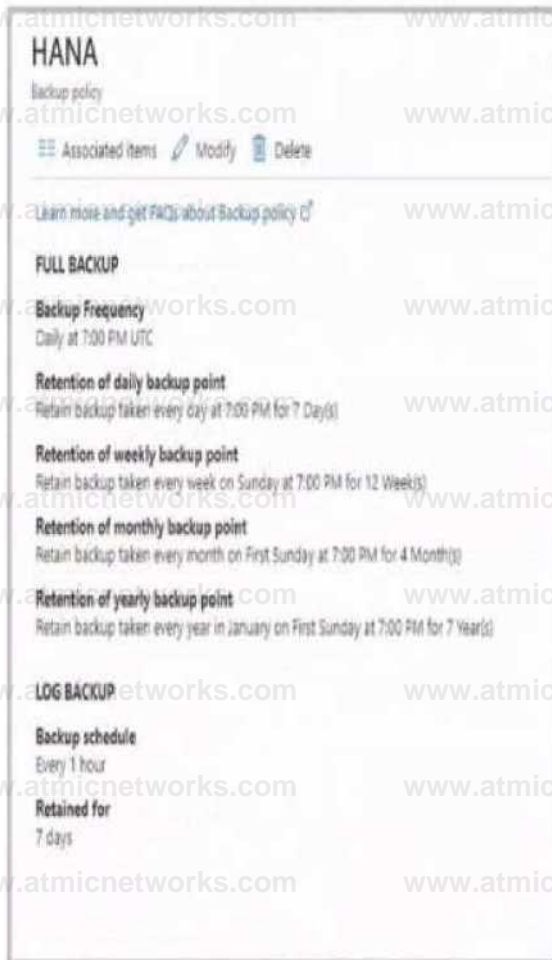 www.atmicnetworks.com
HANA
Backup policy
Associated items Modify Delete
Learn more and get FAQs about Backup policy
FULL BACKUP
Backup Frequency
Daily at 7:00 PM UTC
Retention of daily backup point
Retain backup taken every day at 7:00 PM for 7 Day(s)
Retention of weekly backup point
Retain backup taken every week on Sunday at 7:00 PM for 12 Week(s)
Retention of monthly backup point
Retain backup taken every month on First Sunday at 7:00 PM for 4 Month(s)
Retention of yearly backup point
Retain backup taken every year in January on First Sunday at 7:00 PM for 7 Year(s)
LOG BACKUP
Backup schedule
Every 1 hour
Retained for
7 days